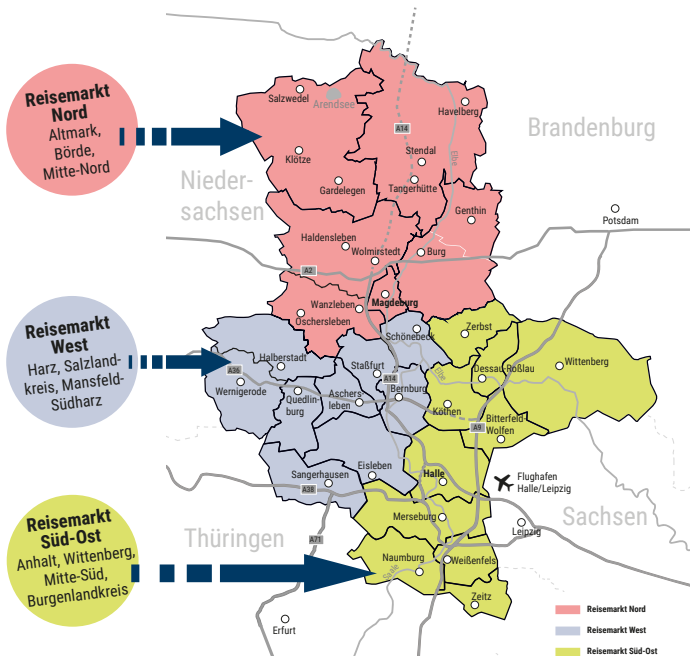 Reisemarkt
Nord
Altmark,
Börde,
Mitte-Nord
Reisemarkt
West
Harz, Salzland-
kreis, Mansfeld-
Südharz
Reisemarkt
Süd-Ost
Anhalt, Wittenberg,
Mitte-Süd,
Burgenlandkreis
Salzwedel
Arendsee
Havelberg
A14
Brandenburg
Klötze
Stendal
Elbe
Nieder-
sachsen
Gardelegen
Tangerhütte
Genthin
Potsdam
Haldensleben
Wolmirstedt
Burg
A2
Magdeburg
Wanzleben
Oschersleben
Schönebeck
Zerbst
Halberstadt
A36
Wernigerode
Staßfurt
A14
Elbe
Dessau-Roßlau
Wittenberg
Quedlin-
burg
Aschers-
leben
Bernburg
Köthen
Bitterfeld-
Wolfen
A9
Eisleben
Sangerhausen
Halle
A38
Flughafen
Halle/Leipzig
Merseburg
Leipzig
Sachsen
Thüringen
A71
Naumburg
Weißenfels
Saale
Zeitz
Erfurt
Reisemarkt Nord
Reisemarkt West
Reisemarkt Süd-Ost